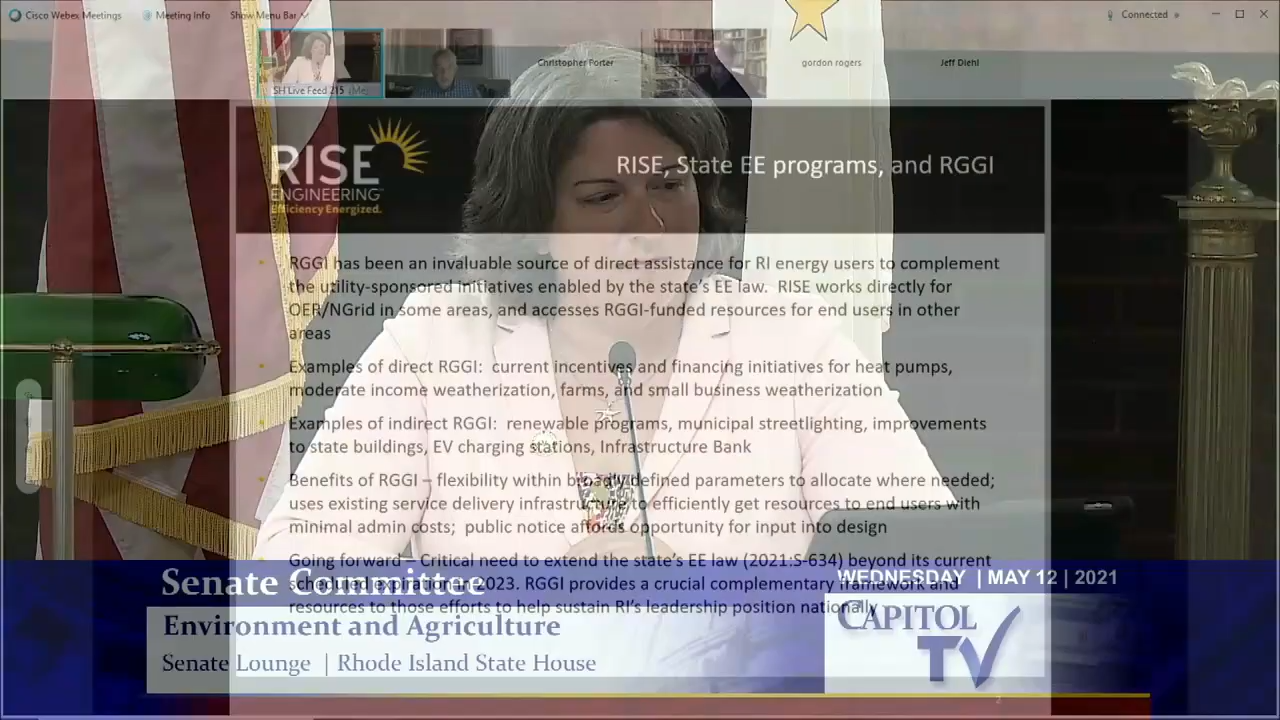 Cisco Webex Meetings
Meeting Info
Show Menu Bar
Connected
SH Live Feed 215 (Me)
Christopher Porter
gordon rogers
Jeff Diehl
RISE
ENGINEERING
Efficiency Energized.
RISE, State EE programs, and RGGI
RGGI has been an invaluable source of direct assistance for RI energy users to complement
the utility-sponsored initiatives enabled by the state's EE law. RISE works directly for
OER/NGrid in some areas, and accesses RGGI-funded resources for end users in other
areas
Examples of direct RGGI: current incentives and financing initiatives for heat pumps,
moderate income weatherization, farms, and small business weatherization
Examples of indirect RGGI: renewable programs, municipal streetlighting, improvements
to state buildings, EV charging stations, Infrastructure Bank
Benefits of RGGI – flexibility within broadly defined parameters to allocate where needed;
uses existing service delivery infrastructure to efficiently get resources to end users with
minimal admin costs; public notice affords opportunity for input into design
Going forward – Critical need to extend the state's EE law (2021:S-634) beyond its current
scheduled expiration in 2023. RGGI provides a crucial complementary framework and
resources to those efforts to help sustain RI's leadership position nationally
2
Senate Committee
WEDNESDAY | MAY 12 | 2021
Environment and Agriculture
Senate Lounge | Rhode Island State House
CAPITOL
TV